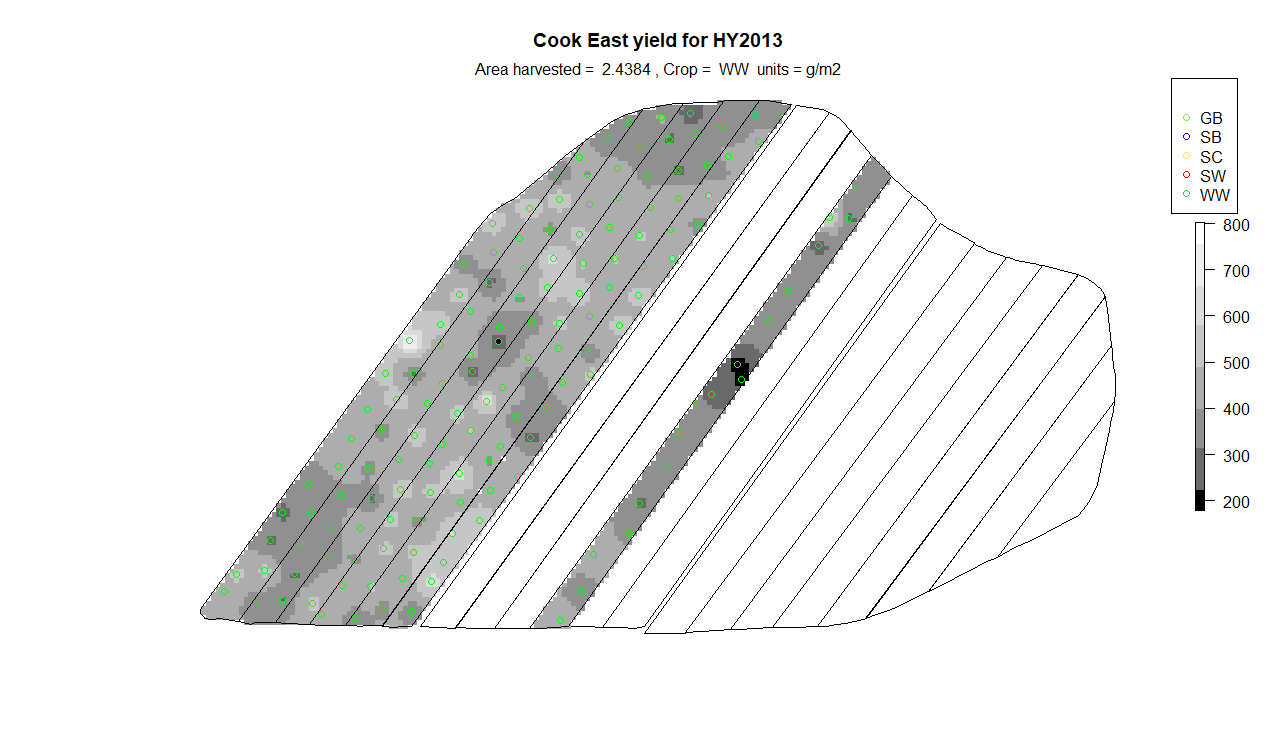 Cook East yield for HY2013
Area harvested = 2.4384 , Crop = WW units = g/m2
GB
SB
SC
SW
WW
800
700
600
500
400
300
200